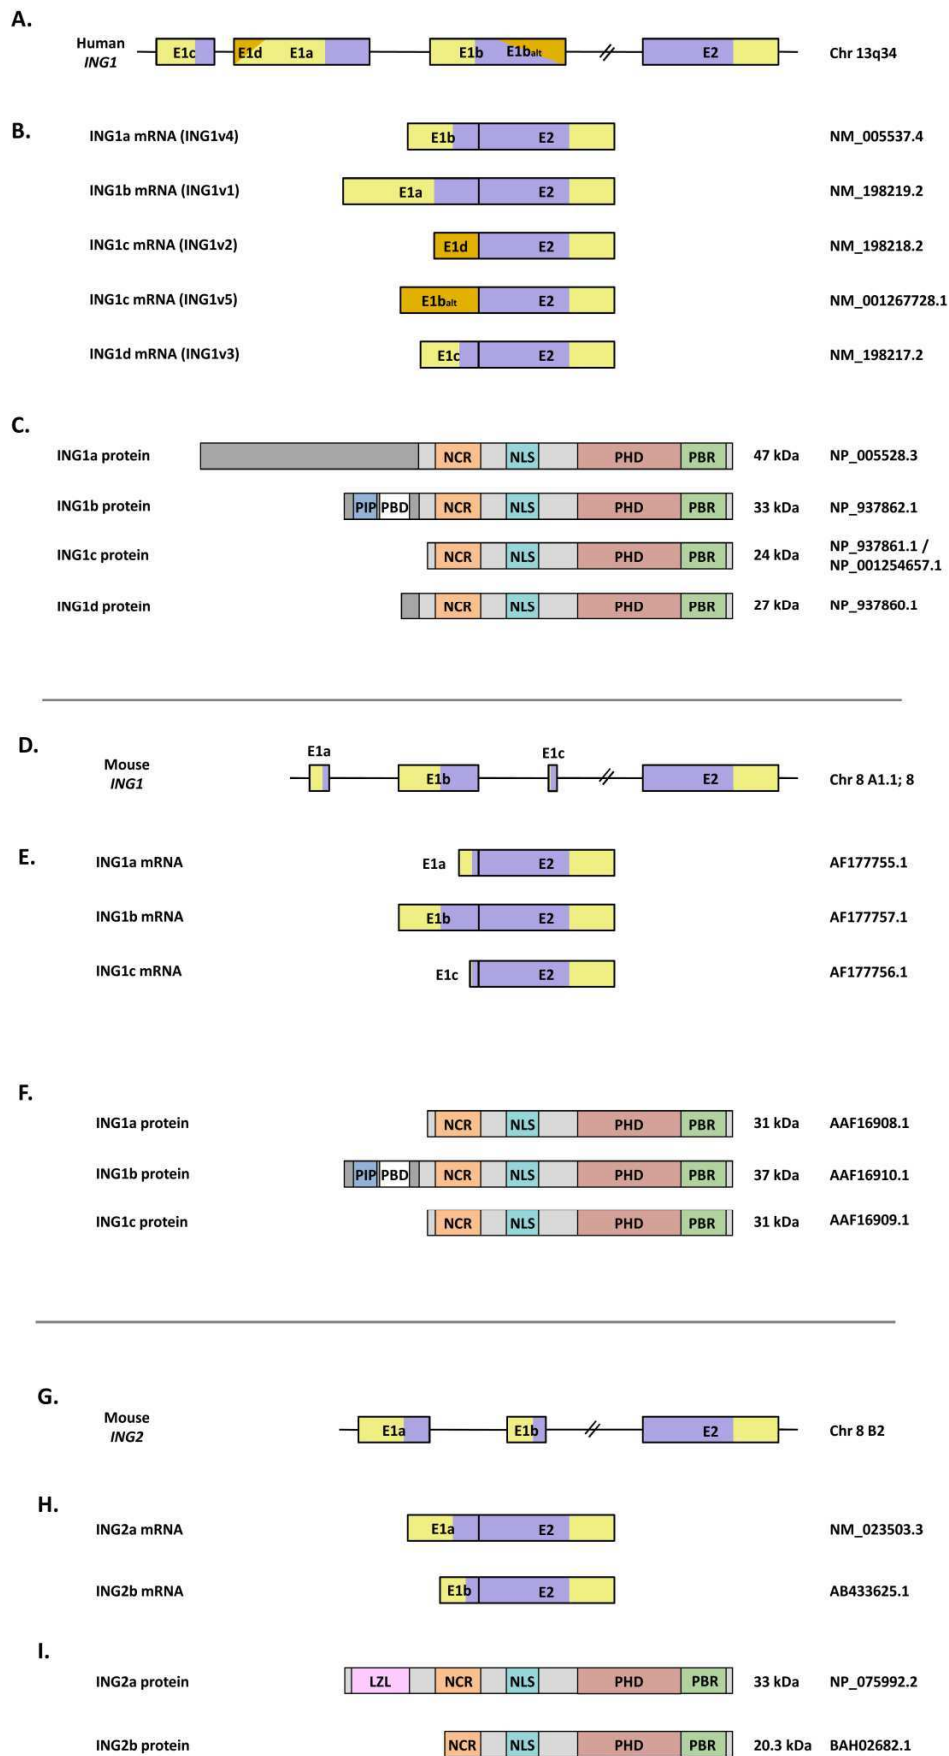 A.
Human
ING1
E1c E1d E1a E1b E1balt E2 Chr 13q34
B.
ING1a mRNA (ING1v4) E1b E2 NM_005537.4
ING1b mRNA (ING1v1) E1a E2 NM_198219.2
ING1c mRNA (ING1v2) E1d E2 NM_198218.2
ING1c mRNA (ING1v5) E1balt E2 NM_001267728.1
ING1d mRNA (ING1v3) E1c E2 NM_198217.2
C.
ING1a protein NCR NLS PHD PBR 47 kDa NP_005528.3
ING1b protein PIP PBD NCR NLS PHD PBR 33 kDa NP_937862.1
ING1c protein NCR NLS PHD PBR 24 kDa NP_937861.1 /
NP_001254657.1
ING1d protein NCR NLS PHD PBR 27 kDa NP_937860.1
D.
Mouse
ING1
E1a E1b E1c E2 Chr 8 A1.1; 8
E.
ING1a mRNA E1a E2 AF177755.1
ING1b mRNA E1b E2 AF177757.1
ING1c mRNA E1c E2 AF177756.1
F.
ING1a protein NCR NLS PHD PBR 31 kDa AAF16908.1
ING1b protein PIP PBD NCR NLS PHD PBR 37 kDa AAF16910.1
ING1c protein NCR NLS PHD PBR 31 kDa AAF16909.1
G.
Mouse
ING2
E1a E1b E2 Chr 8 B2
H.
ING2a mRNA E1a E2 NM_023503.3
ING2b mRNA E1b E2 AB433625.1
I.
ING2a protein LZL NCR NLS PHD PBR 33 kDa NP_075992.2
ING2b protein NCR NLS PHD PBR 20.3 kDa BAH02682.1